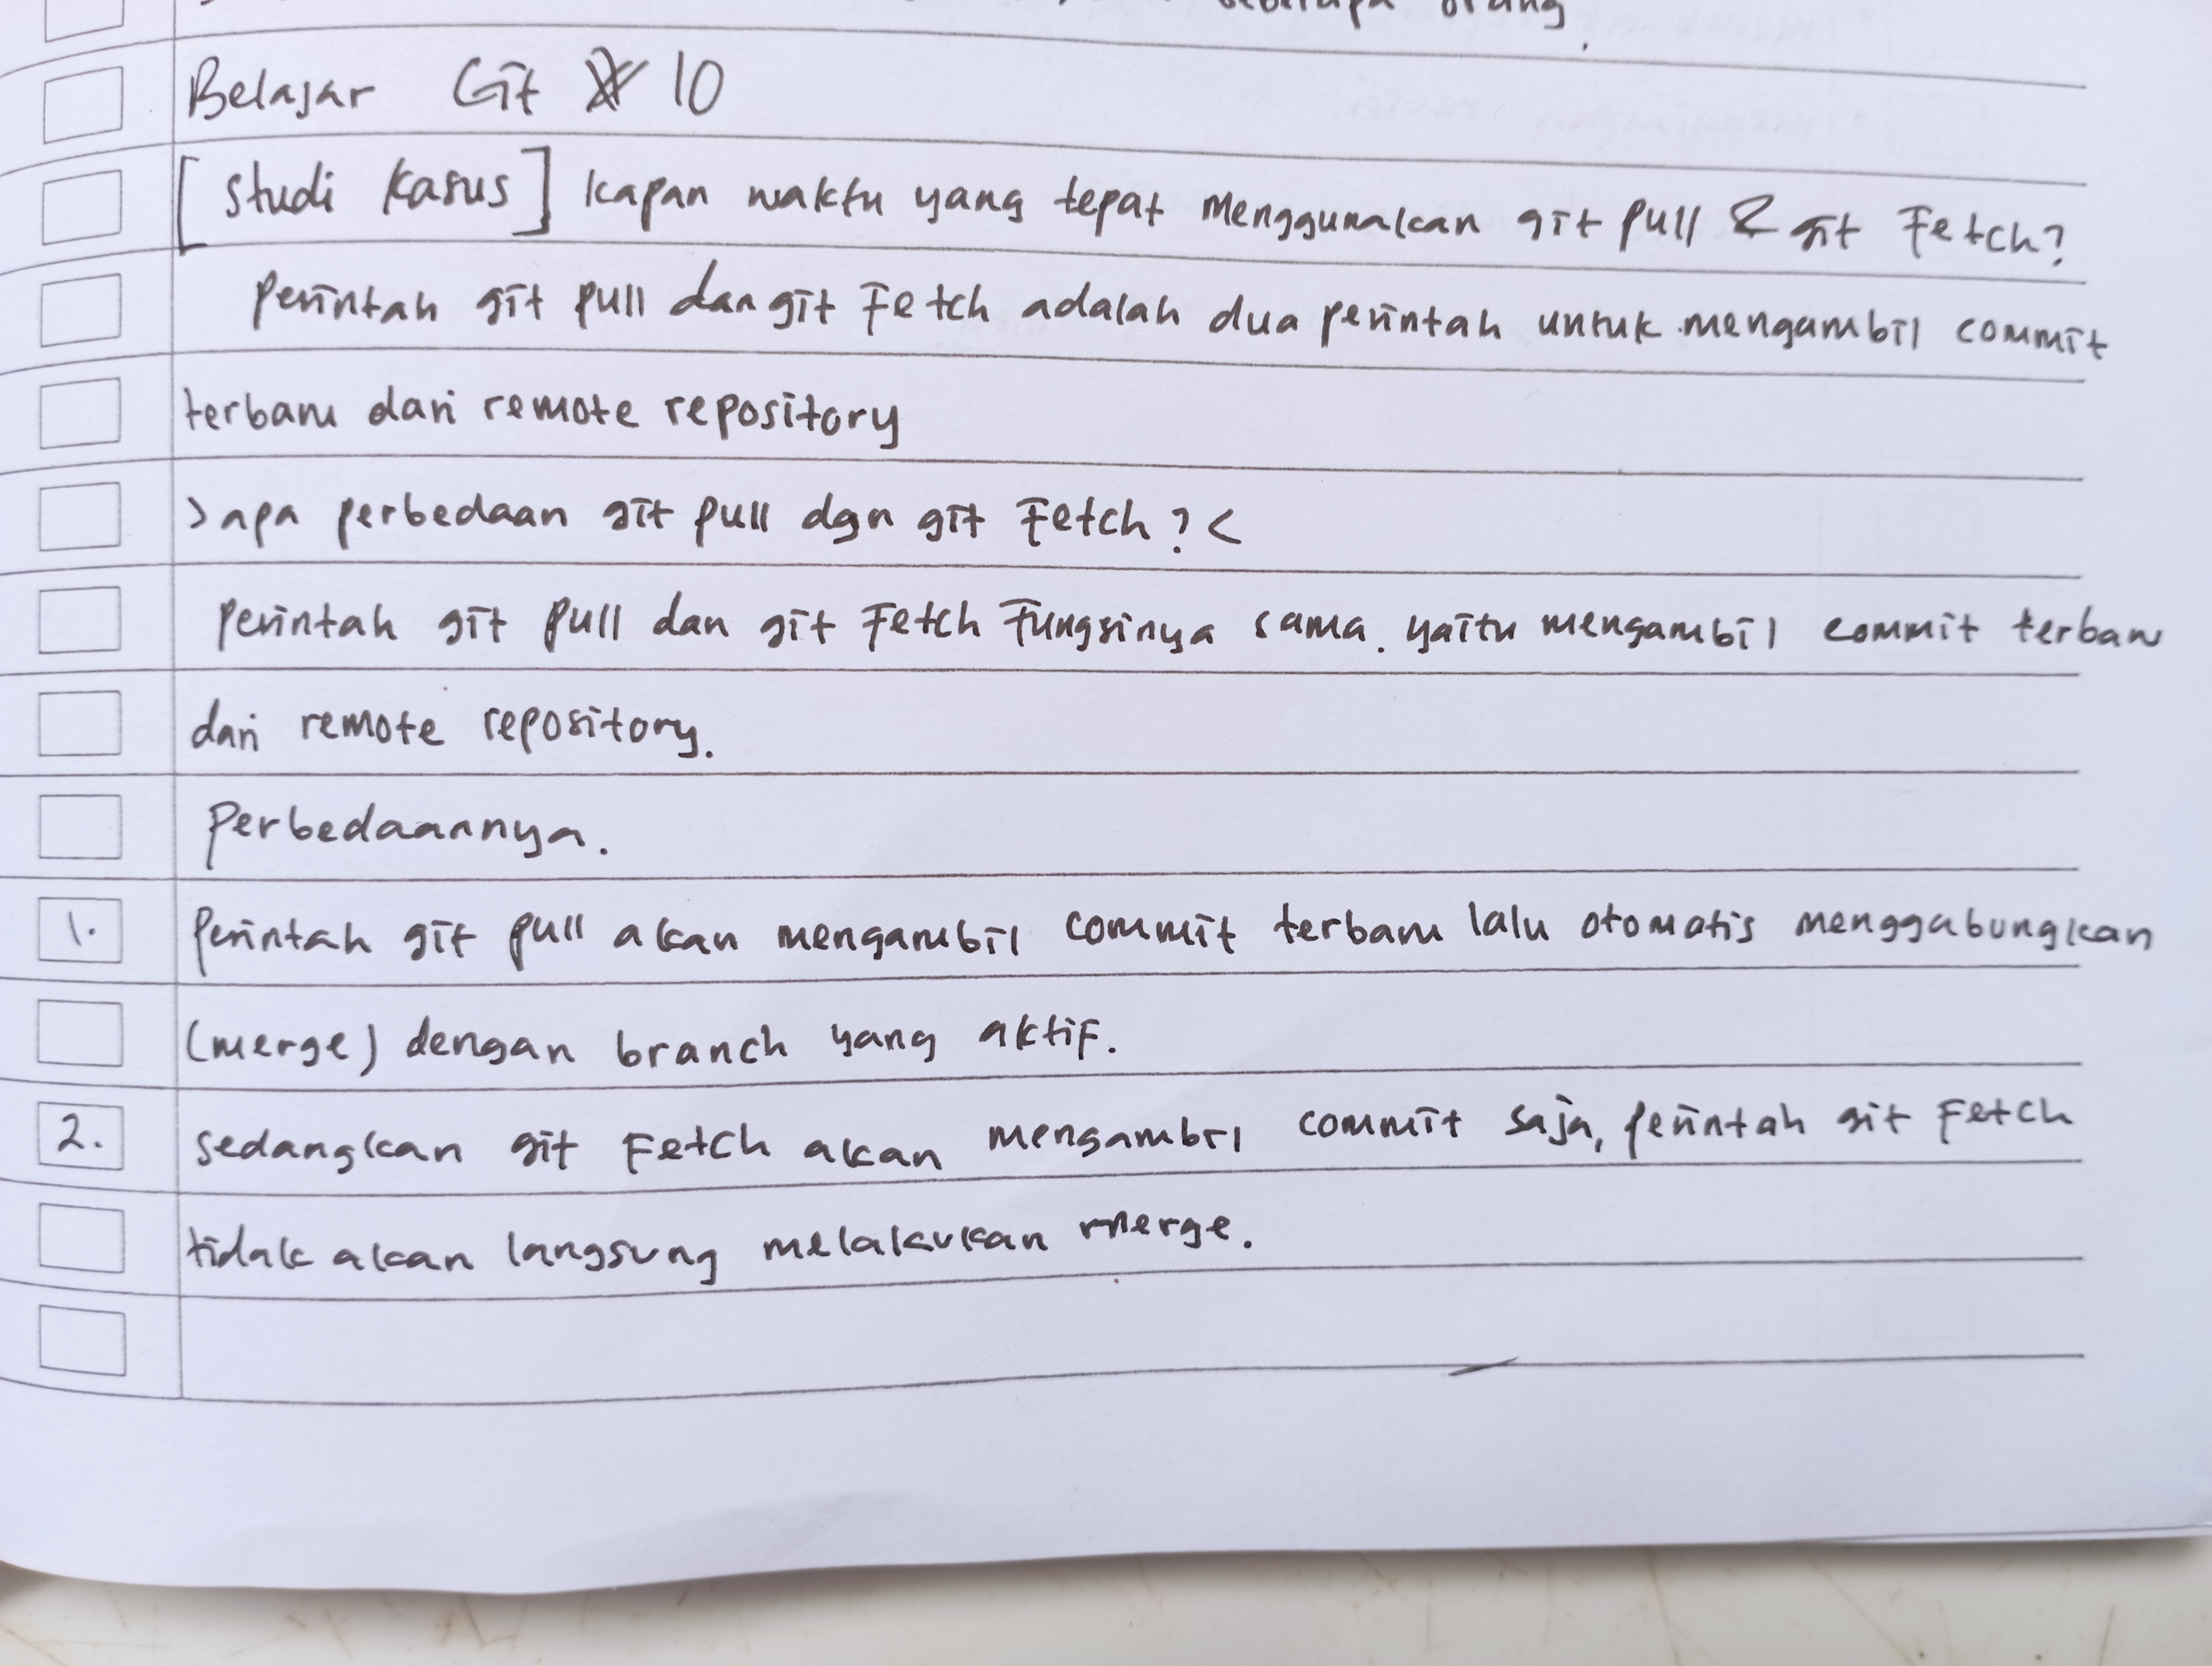 Belajar Git 10
[Studi kasus] kapan waktu yang tepat menggunakan git pull & git Fetch?
Perintah git pull dan git Fetch adalah dua perintah untuk mengambil commit
terbaru dari remote repository
>apa perbedaan git pull dgn git Fetch?<
Perintah git pull dan git Fetch Fungsinya sama. yaitu mengambil commit terbaru
dari remote repository.
Perbedaannya.
1. Perintah git pull akan mengambil commit terbaru lalu otomatis menggabungkan
(merge) dengan branch yang aktif.
2. sedangkan git Fetch akan mengambil commit saja, perintah git Fetch
tidak akan langsung melakukan merge.